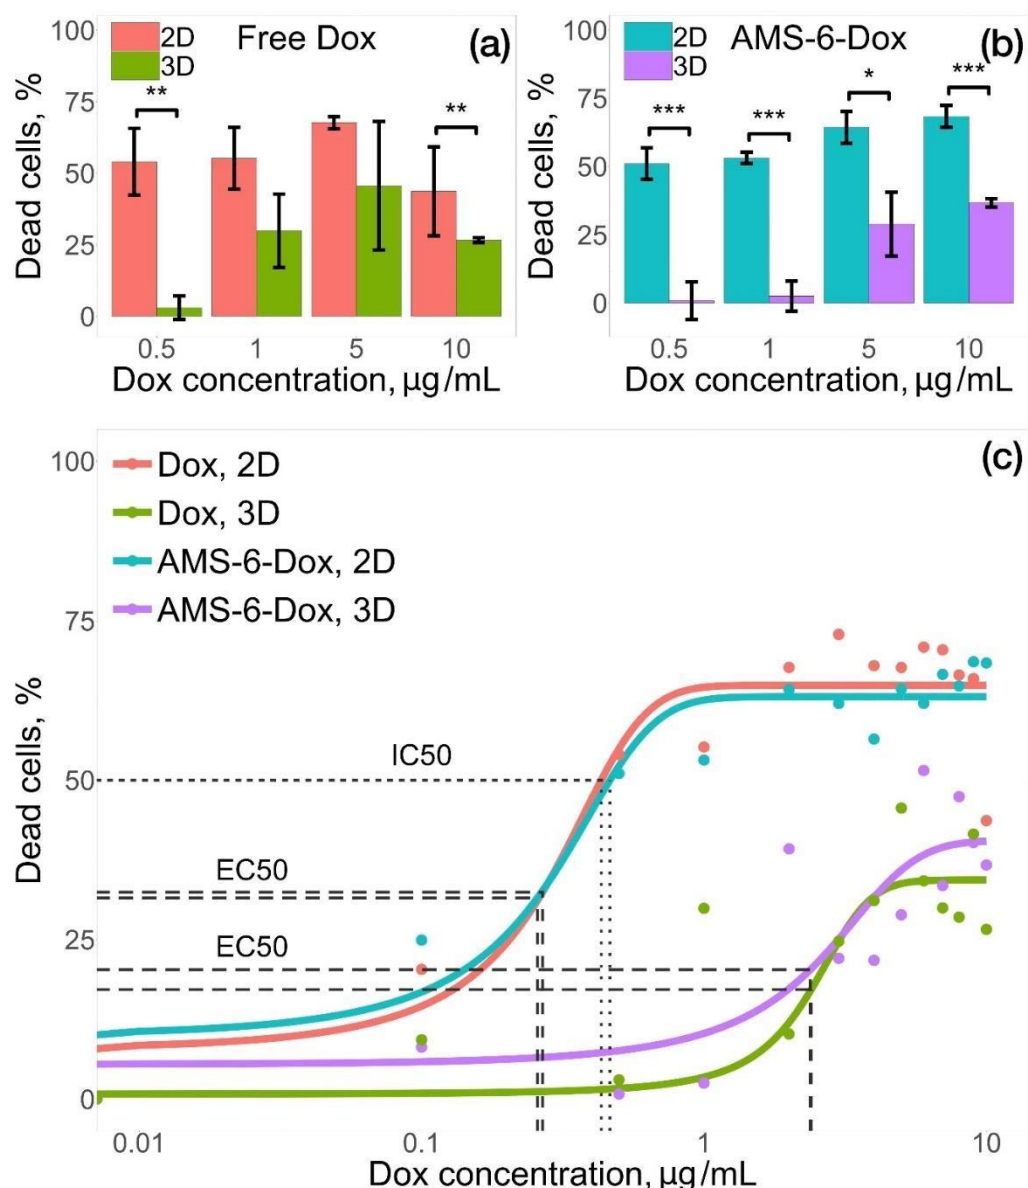 100
75
50
25
0
Dead cells, %
2D
3D
Free Dox
(a)
**
**
0.5 1 5 10
Dox concentration, µg/mL
100
75
50
25
0
Dead cells, %
2D
3D
AMS-6-Dox
(b)
***
***
*
***
0.5 1 5 10
Dox concentration, µg/mL
(c)
100
75
50
25
0
Dead cells, %
Dox, 2D
Dox, 3D
AMS-6-Dox, 2D
AMS-6-Dox, 3D
IC50
EC50
EC50
0.01 0.1 1 10
Dox concentration, µg/mL